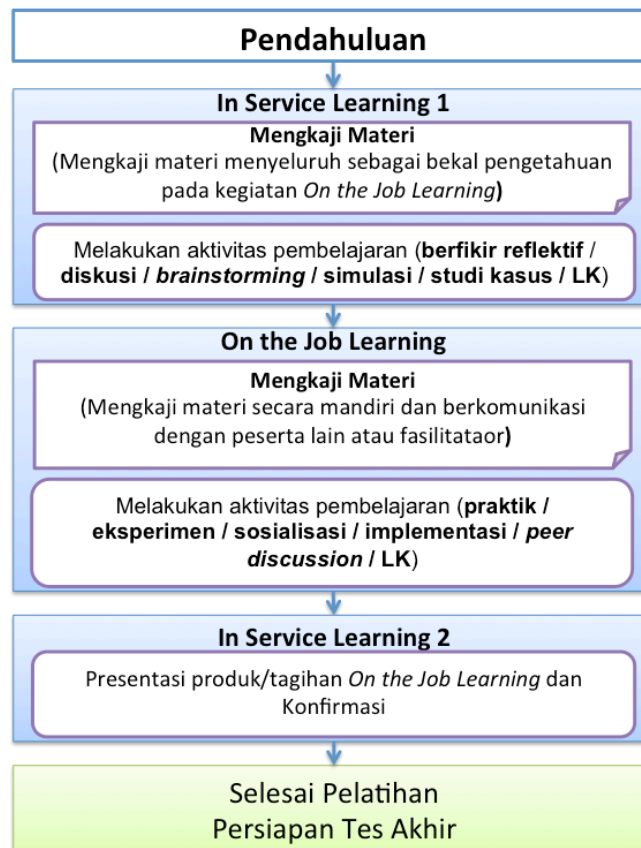 Pendahuluan
In Service Learning 1
Mengkaji Materi
(Mengkaji materi menyeluruh sebagai bekal pengetahuan
pada kegiatan On the Job Learning)
Melakukan aktivitas pembelajaran (berfikir reflektif /
diskusi / brainstorming / simulasi / studi kasus / LK)
On the Job Learning
Mengkaji Materi
(Mengkaji materi secara mandiri dan berkomunikasi
dengan peserta lain atau fasilitataor)
Melakukan aktivitas pembelajaran (praktik /
eksperimen / sosialisasi / implementasi / peer
discussion / LK)
In Service Learning 2
Presentasi produk/tagihan On the Job Learning dan
Konfirmasi
Selesai Pelatihan
Persiapan Tes Akhir